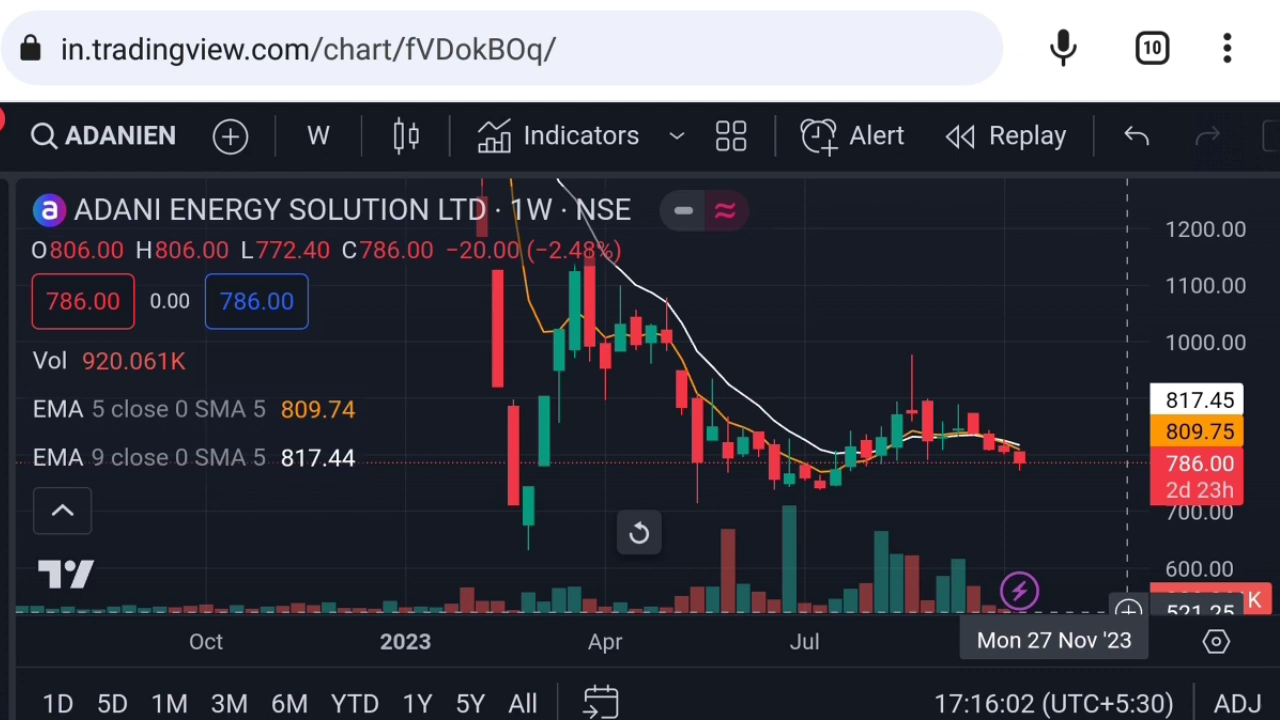 in.tradingview.com/chart/fVDokBOq/
10
ADANIEN W Indicators Alert Replay
ADANI ENERGY SOLUTION LTD · 1W · NSE
O806.00 H806.00 L772.40 C786.00 −20.00 (−2.48%)
786.00 0.00 786.00
Vol 920.061K
EMA 5 close 0 SMA 5 809.74
EMA 9 close 0 SMA 5 817.44
1200.00
1100.00
1000.00
817.45
809.75
786.00
2d 23h
700.00
600.00
K
521.25
Oct 2023 Apr Jul Mon 27 Nov '23
1D 5D 1M 3M 6M YTD 1Y 5Y All 17:16:02 (UTC+5:30) ADJ